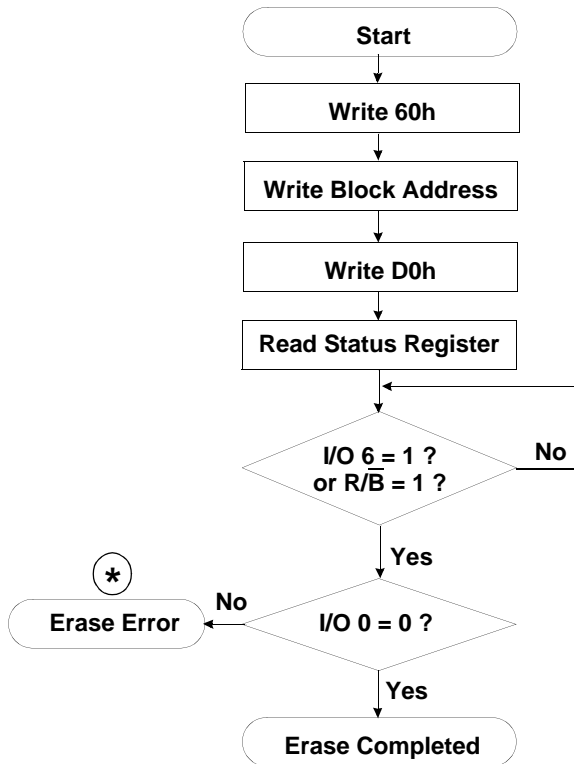 Start
Write 60h
Write Block Address
Write D0h
Read Status Register
I/O 6 = 1 ?
or R/B̅ = 1 ?
No
Yes
*
No
Erase Error
I/O 0 = 0 ?
Yes
Erase Completed